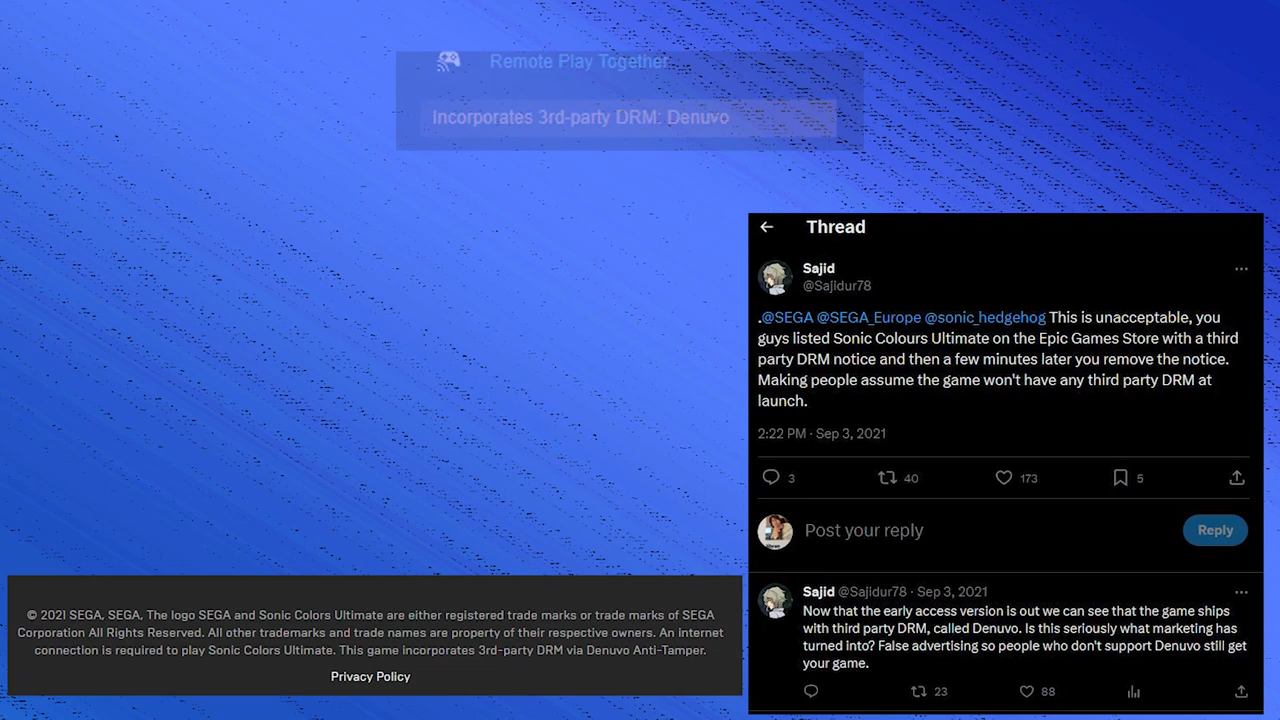 Remote Play Together
Incorporates 3rd-party DRM: Denuvo
Thread
Sajid
@Sajidur78
.@SEGA @SEGA_Europe @sonic_hedgehog This is unacceptable, you
guys listed Sonic Colours Ultimate on the Epic Games Store with a third
party DRM notice and then a few minutes later you remove the notice.
Making people assume the game won't have any third party DRM at
launch.
2:22 PM · Sep 3, 2021
3 40 173 5
Post your reply
Reply
Sajid @Sajidur78 · Sep 3, 2021
Now that the early access version is out we can see that the game ships
with third party DRM, called Denuvo. Is this seriously what marketing has
turned into? False advertising so people who don't support Denuvo still get
your game.
23 88
© 2021 SEGA, SEGA, The logo SEGA and Sonic Colors Ultimate are either registered trade marks or trade marks of SEGA
Corporation All Rights Reserved. All other trademarks and trade names are property of their respective owners. An internet
connection is required to play Sonic Colors Ultimate. This game incorporates 3rd-party DRM via Denuvo Anti-Tamper.
Privacy Policy